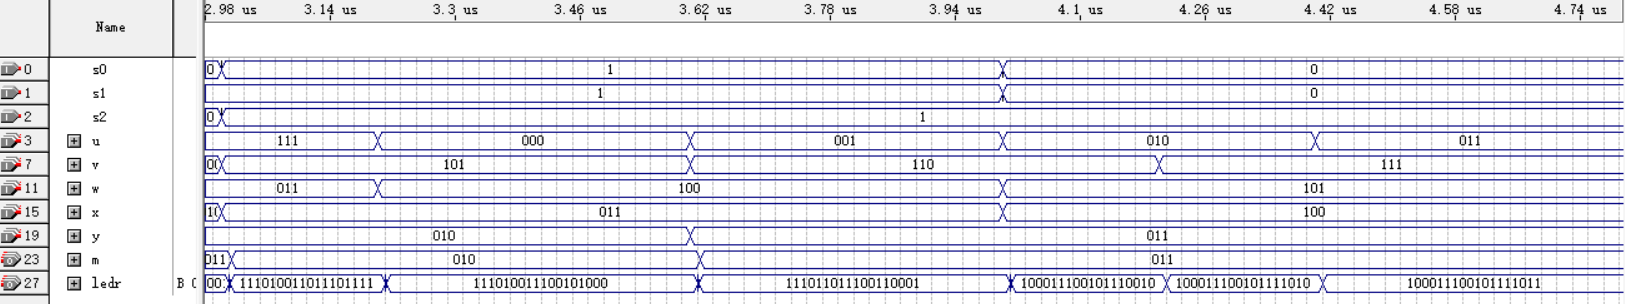 2.98 us 3.14 us 3.3 us 3.46 us 3.62 us 3.78 us 3.94 us 4.1 us 4.26 us 4.42 us 4.58 us 4.74 us
Name
0 s0 0 1 0
1 s1 1 0
2 s2 0 1
3 u 111 000 001 010 011
7 v 101 110 111
11 w 011 100 101
15 x 011 100
19 y 010 011
23 m 011 010 011
27 ledr 111010011011101111 111010011100101000 111011011100110001 100011100101110010 100011100101111010 100011100101111011